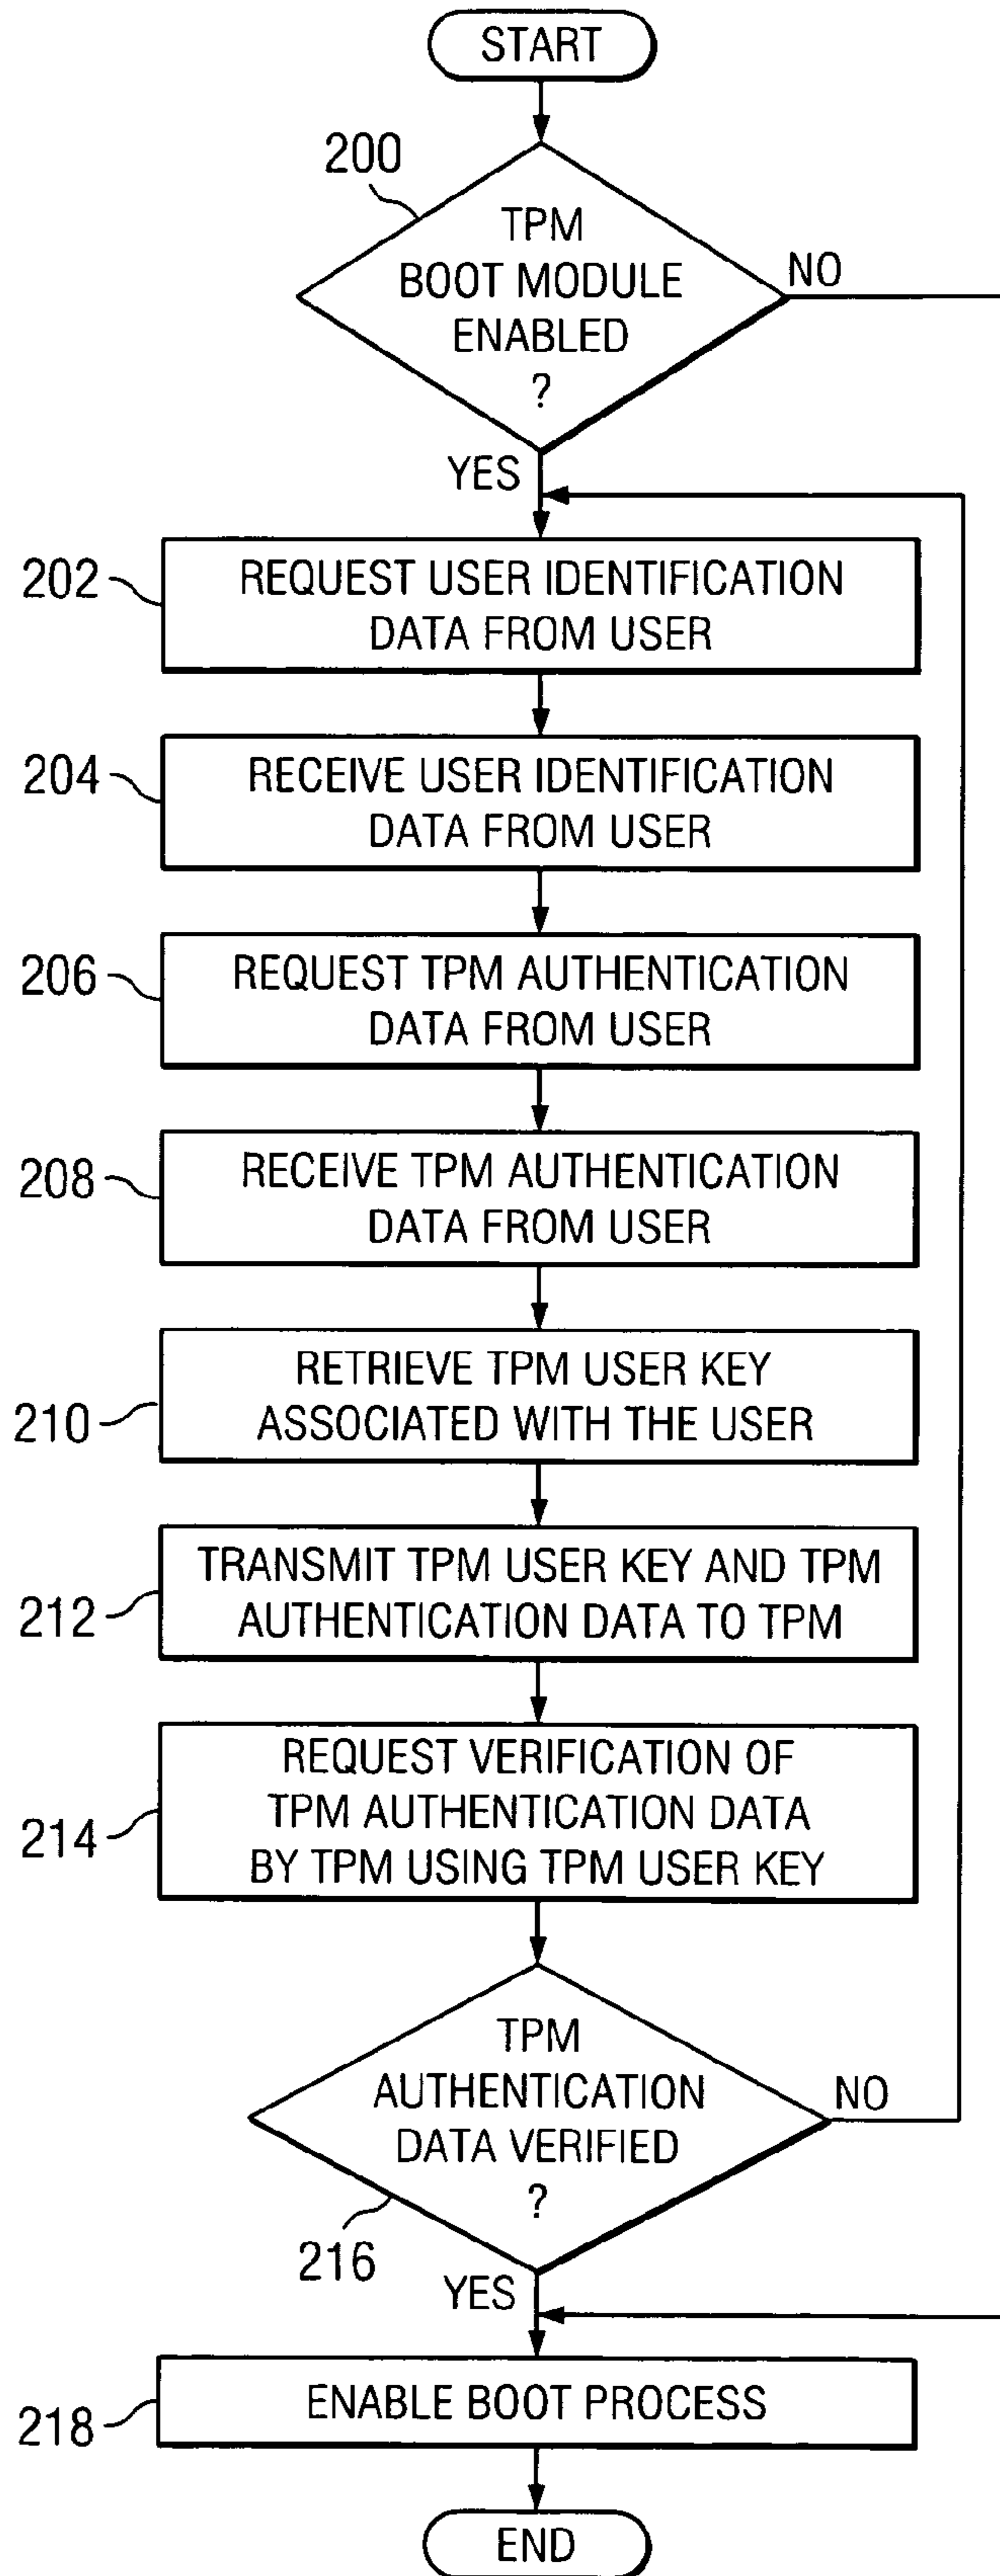 START
200
TPM
BOOT MODULE
ENABLED
?
NO
YES
202
REQUEST USER IDENTIFICATION
DATA FROM USER
204
RECEIVE USER IDENTIFICATION
DATA FROM USER
206
REQUEST TPM AUTHENTICATION
DATA FROM USER
208
RECEIVE TPM AUTHENTICATION
DATA FROM USER
210
RETRIEVE TPM USER KEY
ASSOCIATED WITH THE USER
212
TRANSMIT TPM USER KEY AND TPM
AUTHENTICATION DATA TO TPM
214
REQUEST VERIFICATION OF
TPM AUTHENTICATION DATA
BY TPM USING TPM USER KEY
TPM
AUTHENTICATION
DATA VERIFIED
?
NO
216
YES
218
ENABLE BOOT PROCESS
END